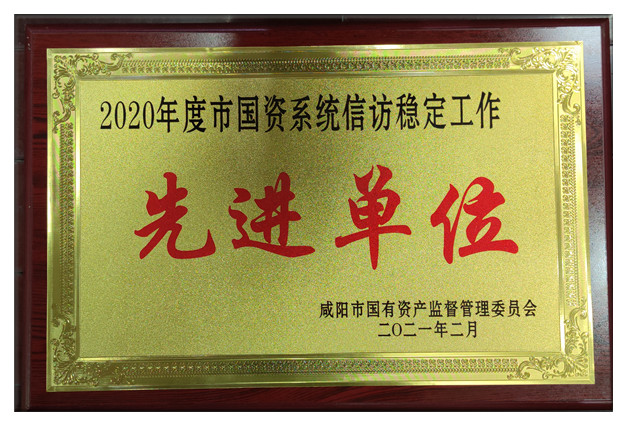 2020年度市国资系统信访稳定工作
先进单位
咸阳市国有资产监督管理委员会
二〇二一年二月